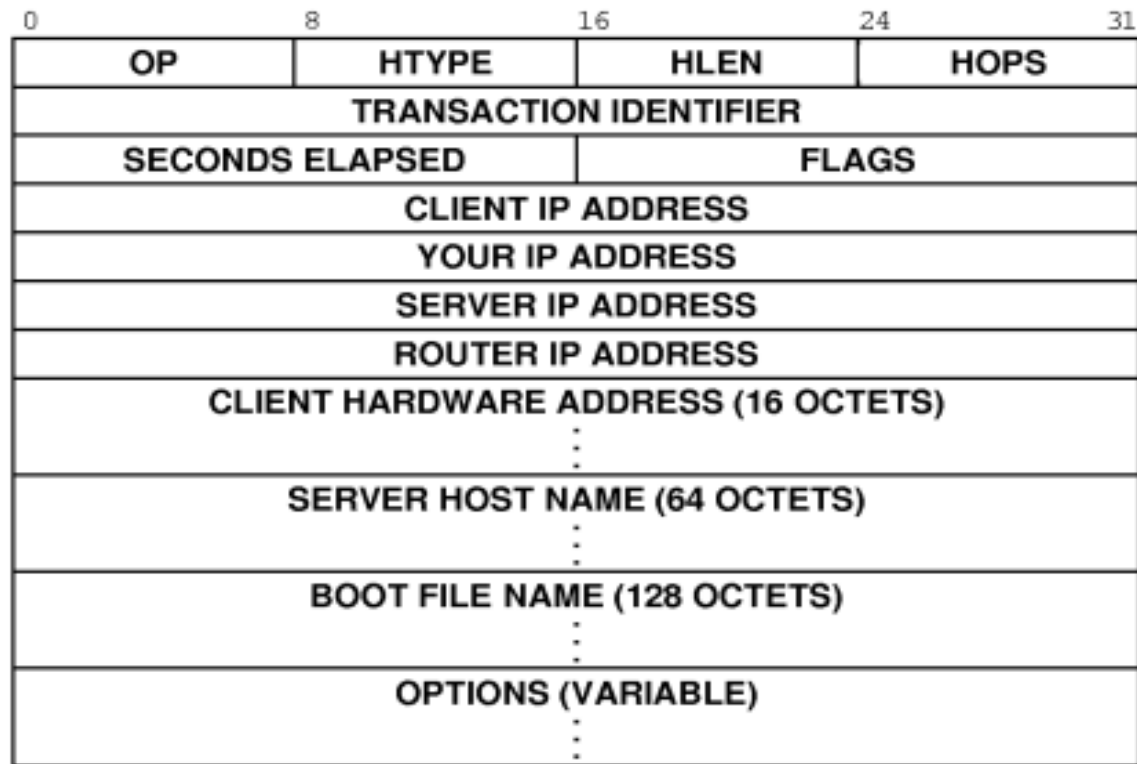 0 8 16 24 31
OP HTYPE HLEN HOPS
TRANSACTION IDENTIFIER
SECONDS ELAPSED FLAGS
CLIENT IP ADDRESS
YOUR IP ADDRESS
SERVER IP ADDRESS
ROUTER IP ADDRESS
CLIENT HARDWARE ADDRESS (16 OCTETS)
SERVER HOST NAME (64 OCTETS)
BOOT FILE NAME (128 OCTETS)
OPTIONS (VARIABLE)